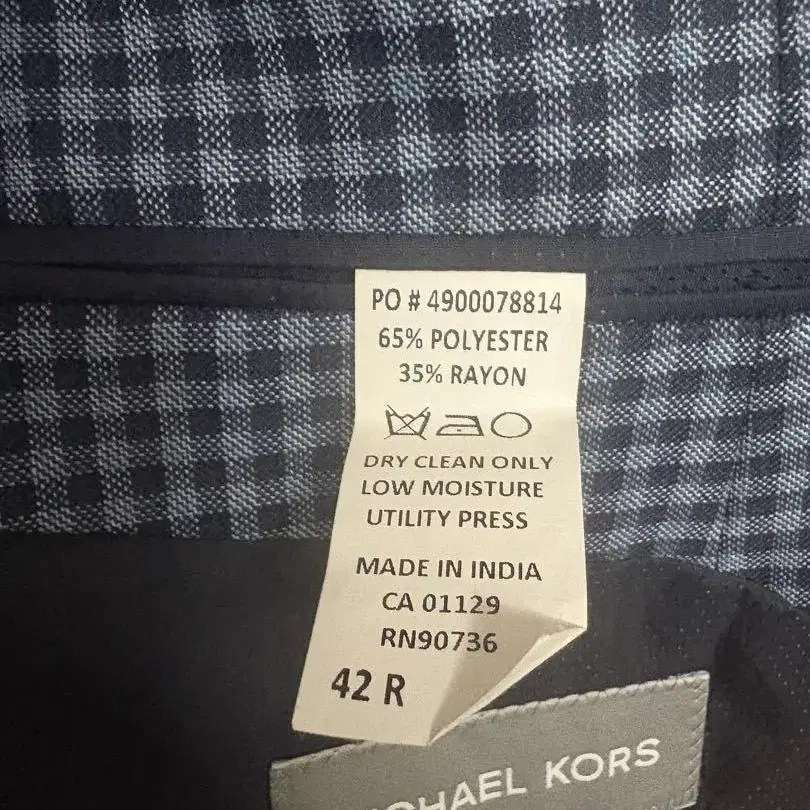 PO # 4900078814
65% POLYESTER
35% RAYON
DRY CLEAN ONLY
LOW MOISTURE
UTILITY PRESS
MADE IN INDIA
CA 01129
RN90736
42 R
MICHAEL KORS